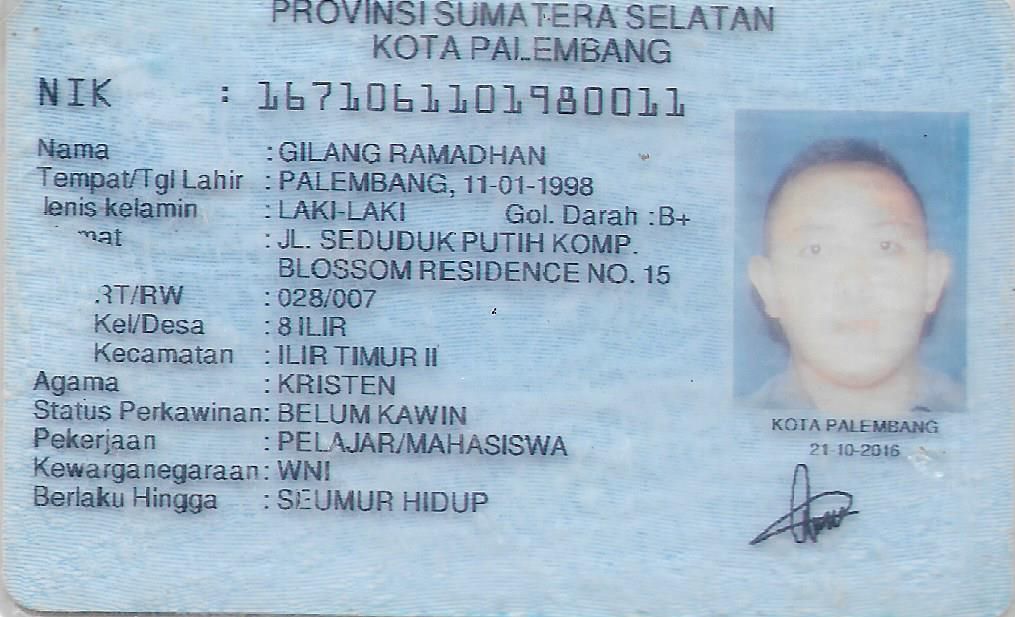 PROVINSI SUMATERA SELATAN
KOTA PALEMBANG
NIK : 1671061101980011
Nama : GILANG RAMADHAN
Tempat/Tgl Lahir : PALEMBANG, 11-01-1998
Jenis kelamin : LAKI-LAKI Gol. Darah : B+
mat : JL. SEDUDUK PUTIH KOMP.
BLOSSOM RESIDENCE NO. 15
RT/RW : 028/007
Kel/Desa : 8 ILIR
Kecamatan : ILIR TIMUR II
Agama : KRISTEN
Status Perkawinan: BELUM KAWIN
Pekerjaan : PELAJAR/MAHASISWA
Kewarganegaraan: WNI
Berlaku Hingga : SEUMUR HIDUP
KOTA PALEMBANG
21-10-2016